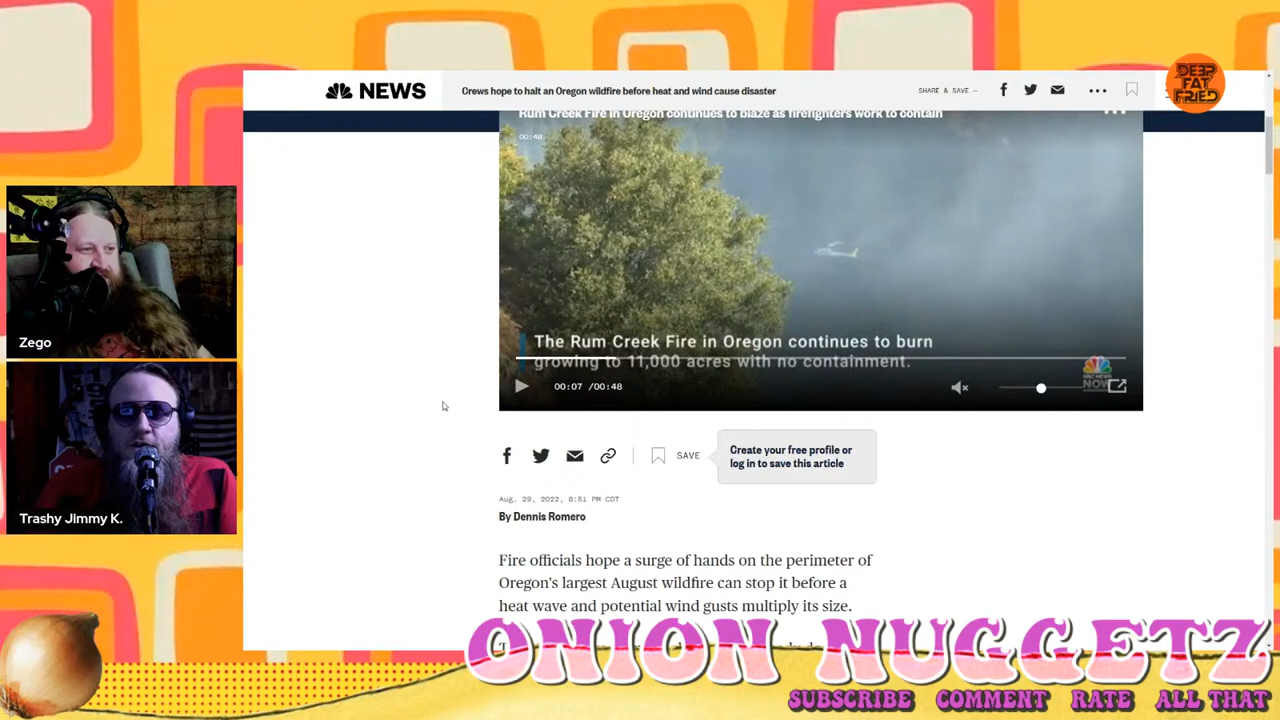 NEWS
Crews hope to halt an Oregon wildfire before heat and wind cause disaster
SHARE & SAVE —
DEEP
FAT
FRIED
Rum Creek Fire in Oregon continues to blaze as firefighters work to contain
00:48
The Rum Creek Fire in Oregon continues to burn
growing to 11,000 acres with no containment.
00:07 /00:48
NBC NEWS
NOW
Zego
Trashy Jimmy K.
SAVE
Create your free profile or
log in to save this article
Aug. 29, 2022, 8:51 PM CDT
By Dennis Romero
Fire officials hope a surge of hands on the perimeter of
Oregon's largest August wildfire can stop it before a
heat wave and potential wind gusts multiply its size.
ONION NUGGETZ
SUBSCRIBE COMMENT RATE ALL THAT